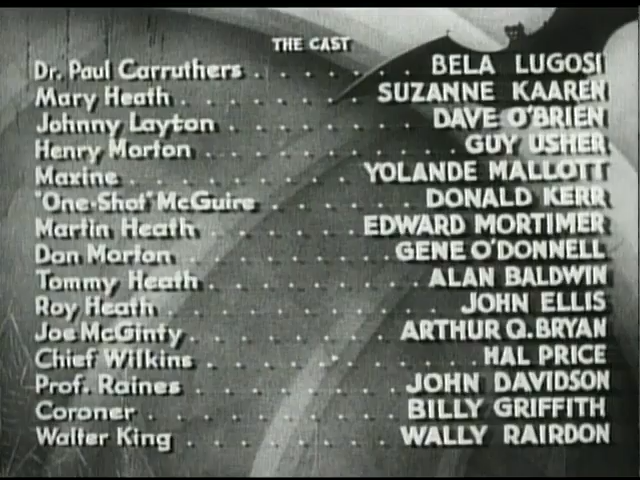 THE CAST
Dr. Paul Carruthers . . . . . . BELA LUGOSI
Mary Heath . . . . . . . . SUZANNE KAAREN
Johnny Layton . . . . . . . . DAVE O'BRIEN
Henry Morton . . . . . . . . . . GUY USHER
Maxine . . . . . . . . . YOLANDE MALLOTT
"One-Shot" McGuire . . . . . . DONALD KERR
Martin Heath . . . . . . EDWARD MORTIMER
Don Morton . . . . . . . . GENE O'DONNELL
Tommy Heath . . . . . . . . ALAN BALDWIN
Roy Heath . . . . . . . . . . JOHN ELLIS
Joe McGinty . . . . . . . ARTHUR Q. BRYAN
Chief Wilkins . . . . . . . . . . HAL PRICE
Prof. Raines . . . . . . . JOHN DAVIDSON
Coroner . . . . . . . . . BILLY GRIFFITH
Walter King . . . . . . . WALLY RAIRDON